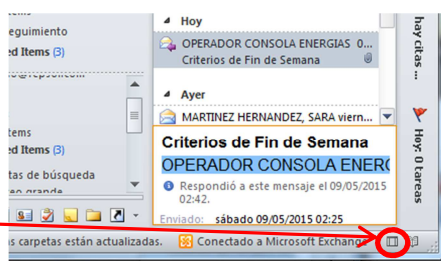 Hoy
eguimiento
OPERADOR CONSOLA ENERGIAS 0...
ed Items (3)
Criterios de Fin de Semana
Ayer
MARTINEZ HERNANDEZ, SARA viern...
tems
ed Items (3)
Criterios de Fin de Semana
OPERADOR CONSOLA ENERG
tas de búsqueda
Respondió a este mensaje el 09/05/2015
02:42.
Enviado: sábado 09/05/2015 02:25
s carpetas están actualizadas. Conectado a Microsoft Exchange
hay citas ...
Hoy: 0 tareas